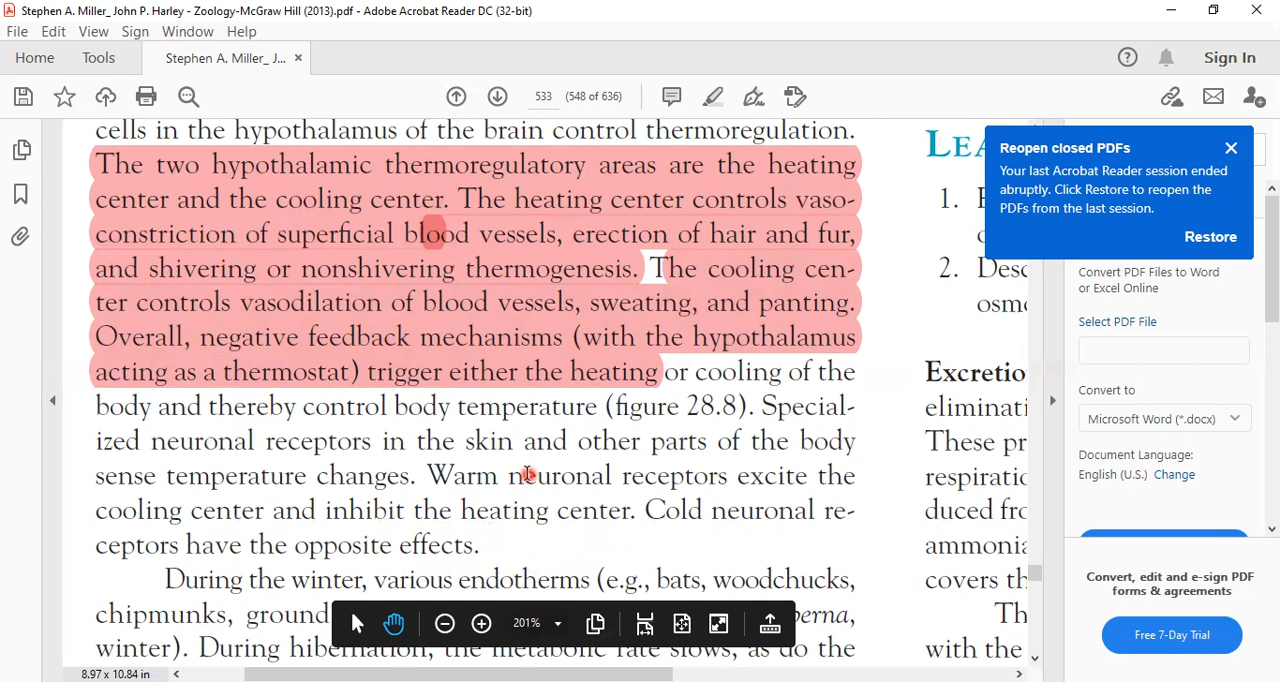 Stephen A. Miller_ John P. Harley - Zoology-McGraw Hill (2013).pdf - Adobe Acrobat Reader DC (32-bit)
File Edit View Sign Window Help
Home Tools Stephen A. Miller_ J... × Sign In
533 (548 of 636)
cells in the hypothalamus of the brain control thermoregulation.
The two hypothalamic thermoregulatory areas are the heating
center and the cooling center. The heating center controls vaso-
constriction of superficial blood vessels, erection of hair and fur,
and shivering or nonshivering thermogenesis. The cooling cen-
ter controls vasodilation of blood vessels, sweating, and panting.
Overall, negative feedback mechanisms (with the hypothalamus
acting as a thermostat) trigger either the heating or cooling of the
body and thereby control body temperature (figure 28.8). Special-
ized neuronal receptors in the skin and other parts of the body
sense temperature changes. Warm neuronal receptors excite the
cooling center and inhibit the heating center. Cold neuronal re-
ceptors have the opposite effects.
During the winter, various endotherms (e.g., bats, woodchucks,
chipmunks, ground
perna,
winter). During hibernation, the metabolic rate slows, as do the
LEA
1.
2. Desc
osmo
Excretio
eliminati
These pr
respiratio
duced fro
ammonia
covers th
Th
with the
Reopen closed PDFs
Your last Acrobat Reader session ended
abruptly. Click Restore to reopen the
PDFs from the last session.
Restore
Convert PDF Files to Word
or Excel Online
Select PDF File
Convert to
Microsoft Word (*.docx)
Document Language:
English (U.S.) Change
Convert, edit and e-sign PDF
forms & agreements
Free 7-Day Trial
201%
8.97 x 10.84 in